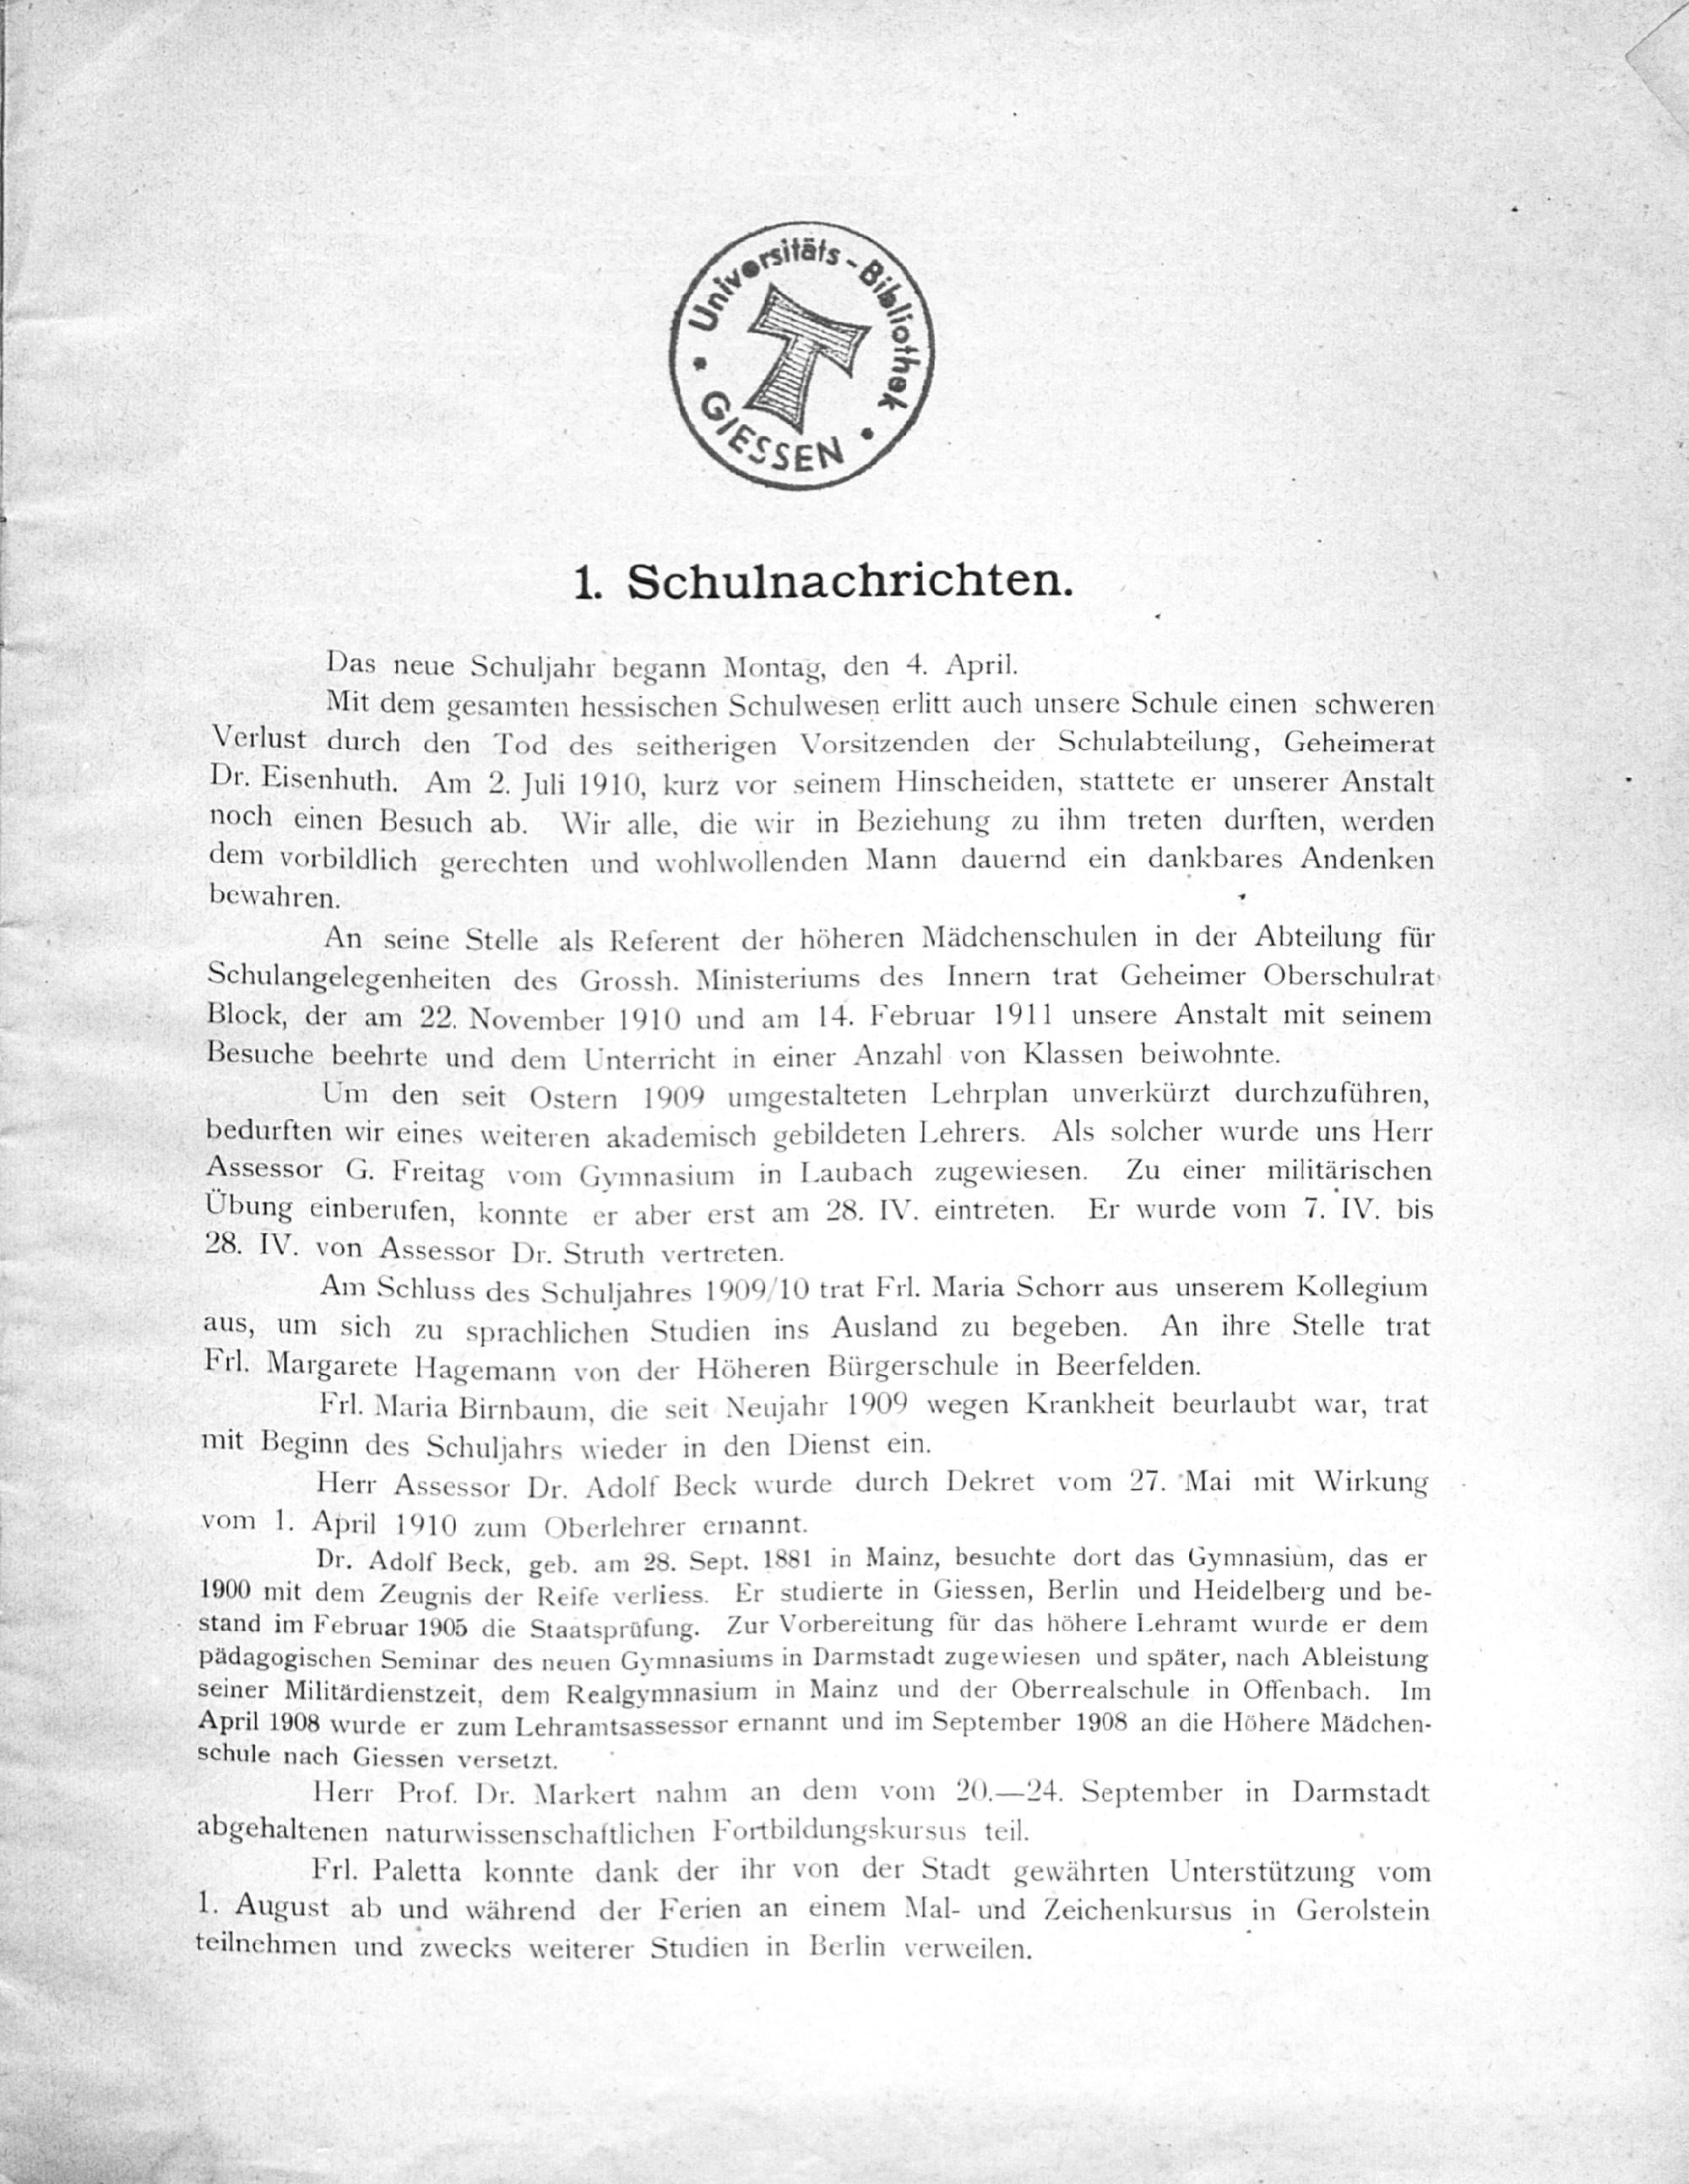 Universitäts-Bibliothek
GIESSEN
1. Schulnachrichten.
Das neue Schuljahr begann Montag, den 4. April.
Mit dem gesamten hessischen Schulwesen erlitt auch unsere Schule einen schweren
Verlust durch den Tod des seitherigen Vorsitzenden der Schulabteilung, Geheimerat
Dr. Eisenhuth. Am 2. Juli 1910, kurz vor seinem Hinscheiden, stattete er unserer Anstalt
noch einen Besuch ab. Wir alle, die wir in Beziehung zu ihm treten durften, werden
dem vorbildlich gerechten und wohlwollenden Mann dauernd ein dankbares Andenken
bewahren.
An seine Stelle als Referent der höheren Mädchenschulen in der Abteilung für
Schulangelegenheiten des Grossh. Ministeriums des Innern trat Geheimer Oberschulrat
Block, der am 22. November 1910 und am 14. Februar 1911 unsere Anstalt mit seinem
Besuche beehrte und dem Unterricht in einer Anzahl von Klassen beiwohnte.
Um den seit Ostern 1909 umgestalteten Lehrplan unverkürzt durchzuführen,
bedurften wir eines weiteren akademisch gebildeten Lehrers. Als solcher wurde uns Herr
Assessor G. Freitag vom Gymnasium in Laubach zugewiesen. Zu einer militärischen
Übung einberufen, konnte er aber erst am 28. IV. eintreten. Er wurde vom 7. IV. bis
28. IV. von Assessor Dr. Struth vertreten.
Am Schluss des Schuljahres 1909/10 trat Frl. Maria Schorr aus unserem Kollegium
aus, um sich zu sprachlichen Studien ins Ausland zu begeben. An ihre Stelle trat
Frl. Margarete Hagemann von der Höheren Bürgerschule in Beerfelden.
Frl. Maria Birnbaum, die seit Neujahr 1909 wegen Krankheit beurlaubt war, trat
mit Beginn des Schuljahrs wieder in den Dienst ein.
Herr Assessor Dr. Adolf Beck wurde durch Dekret vom 27. Mai mit Wirkung
vom 1. April 1910 zum Oberlehrer ernannt.
Dr. Adolf Beck, geb. am 28. Sept. 1881 in Mainz, besuchte dort das Gymnasium, das er
1900 mit dem Zeugnis der Reife verliess. Er studierte in Giessen, Berlin und Heidelberg und be-
stand im Februar 1905 die Staatsprüfung. Zur Vorbereitung für das höhere Lehramt wurde er dem
pädagogischen Seminar des neuen Gymnasiums in Darmstadt zugewiesen und später, nach Ableistung
seiner Militärdienstzeit, dem Realgymnasium in Mainz und der Oberrealschule in Offenbach. Im
April 1908 wurde er zum Lehramtsassessor ernannt und im September 1908 an die Höhere Mädchen-
schule nach Giessen versetzt.
Herr Prof. Dr. Markert nahm an dem vom 20.—24. September in Darmstadt
abgehaltenen naturwissenschaftlichen Fortbildungskursus teil.
Frl. Paletta konnte dank der ihr von der Stadt gewährten Unterstützung vom
1. August ab und während der Ferien an einem Mal- und Zeichenkursus in Gerolstein
teilnehmen und zwecks weiterer Studien in Berlin verweilen.